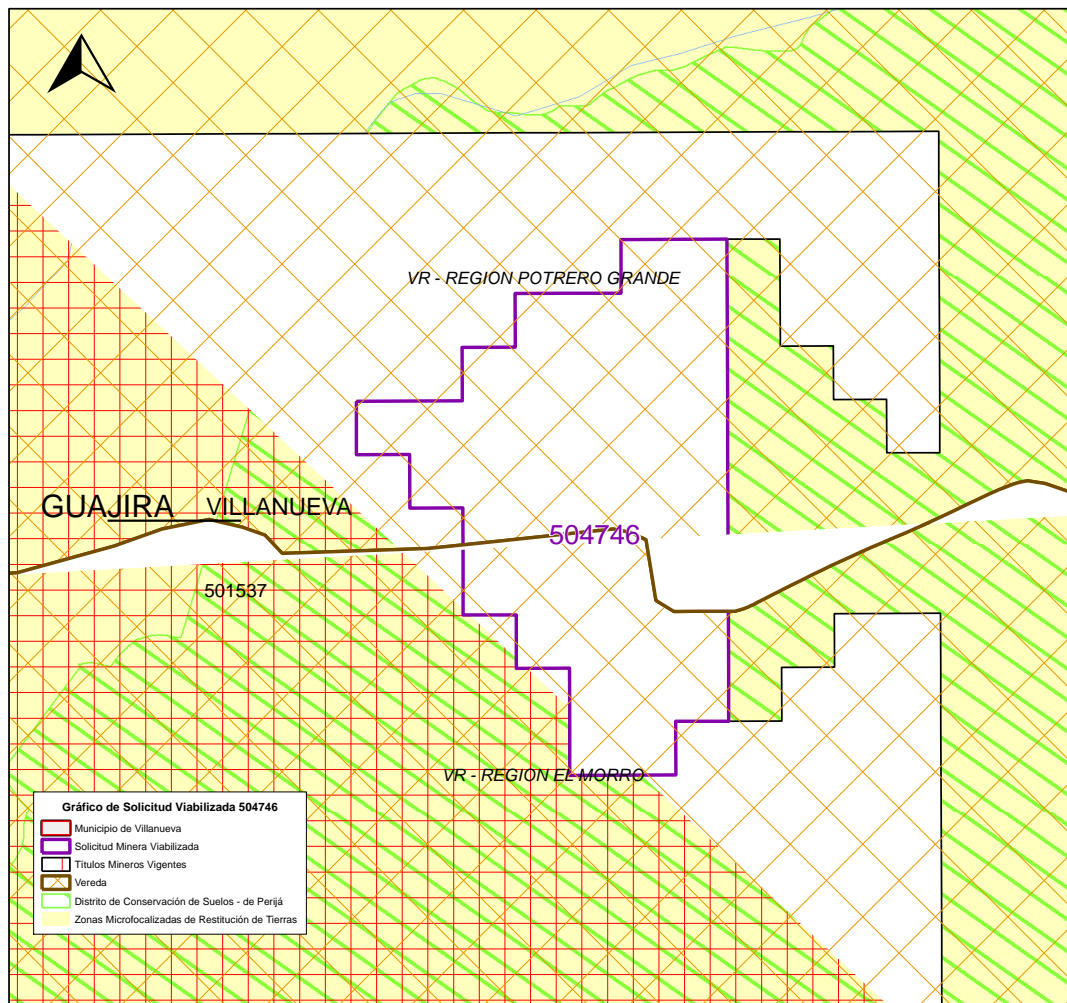 VR - REGION POTRERO GRANDE
GUAJIRA VILLANUEVA
504746
501537
VR - REGION EL MORRO
Gráfico de Solicitud Viabilizada 504746
Municipio de Villanueva
Solicitud Minera Viabilizada
Títulos Mineros Vigentes
Vereda
Distrito de Conservación de Suelos - de Perijá
Zonas Microfocalizadas de Restitución de Tierras